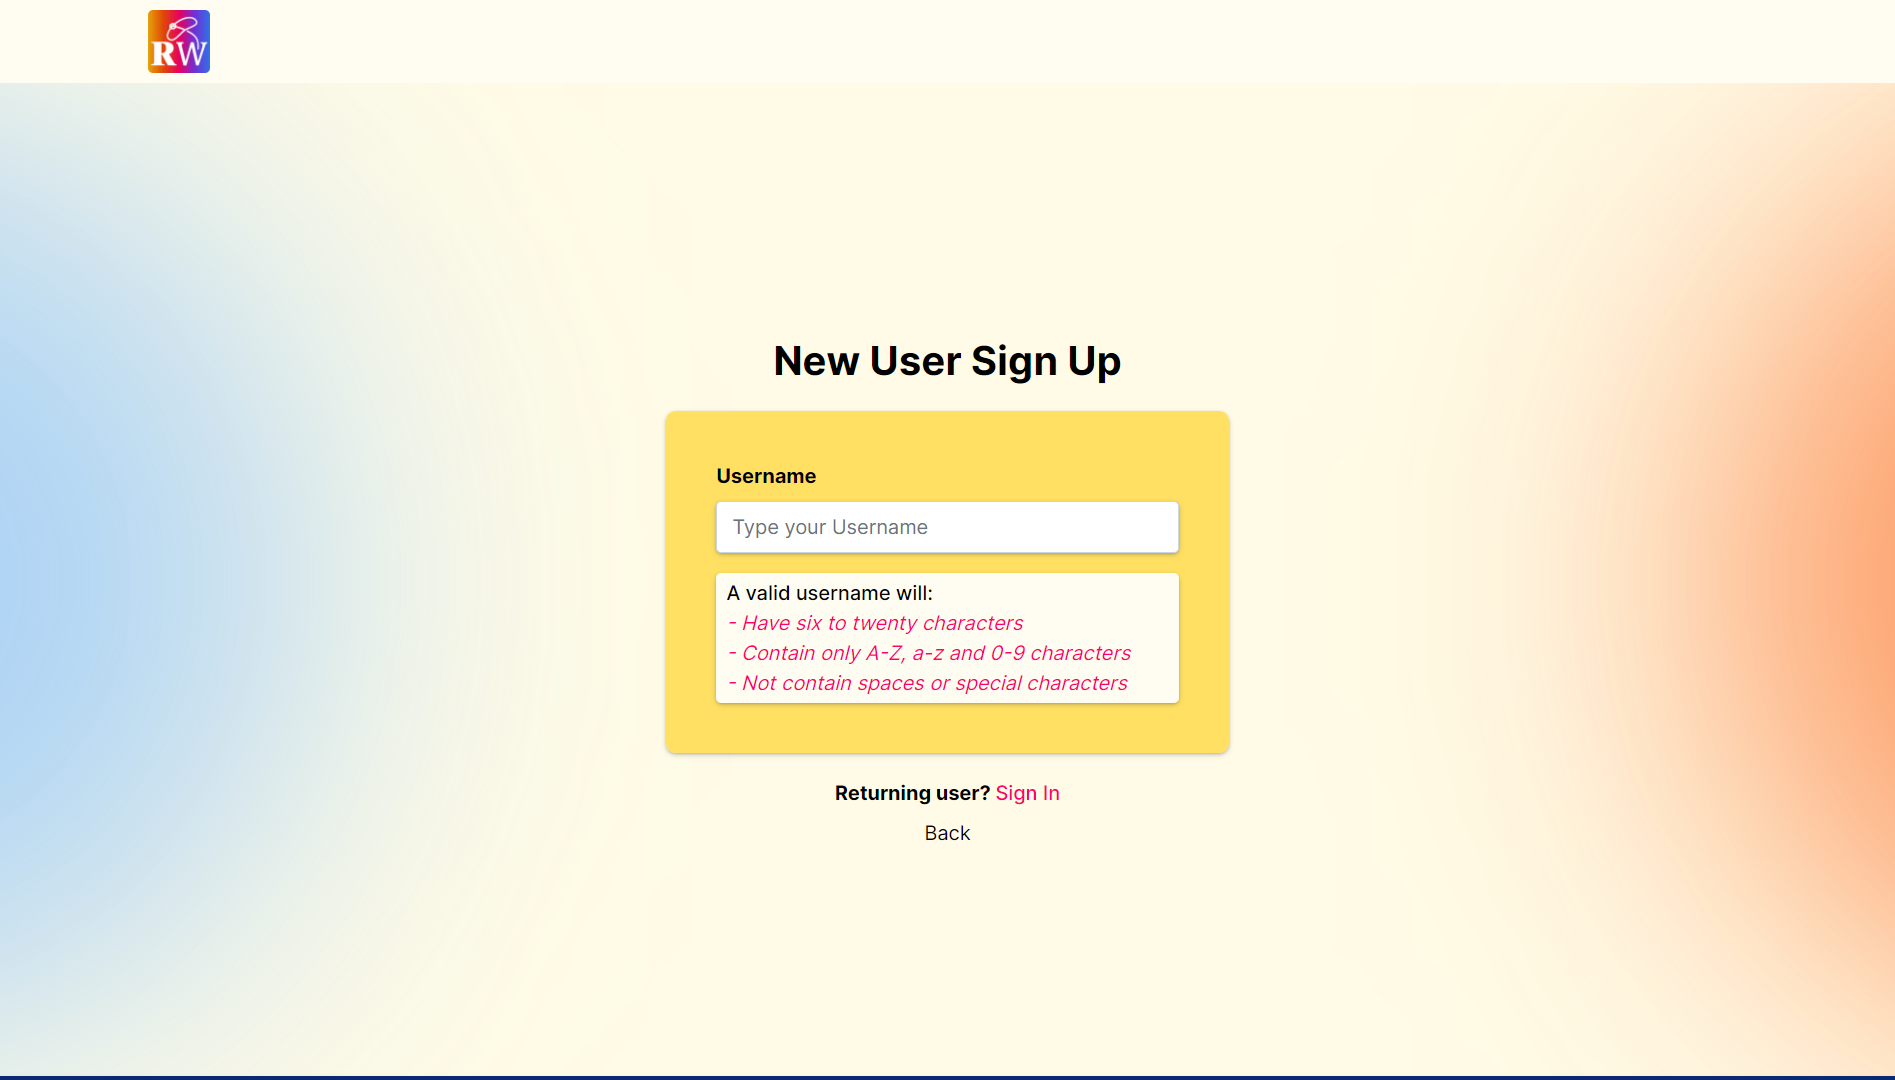 RW
New User Sign Up
Username
Type your Username
A valid username will:
- Have six to twenty characters
- Contain only A-Z, a-z and 0-9 characters
- Not contain spaces or special characters
Returning user? Sign In
Back